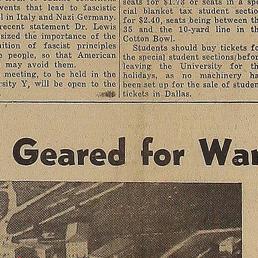 vents that lead to fascistic
l in Italy and Nazi Germany.
recent statement Dr. Lewis
sized the importance of the
uition of fascist principles
e people, so that American
may avoid them.
meeting, to be held in the
rsity Y, will be open to the
seats for $1.78 or seats in a spe-
cial blanket tax student section
for $2.40, seats being between the
35 and the 10-yard line in the
Cotton Bowl.
Students should buy tickets for
the special student sections before
leaving the University for the
holidays, as no machinery has
been set up for the sale of student
tickets in Dallas.
Geared for War